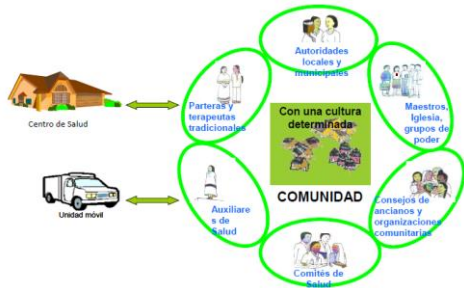 Autoridades
locales y
municipales
Parteras y
terapeutas
tradicionales
Maestros,
Iglesia,
grupos de
poder
Con una cultura
determinada
Centro de Salud
COMUNIDAD
Auxiliare
s de
Salud
Consejos de
ancianos y
organizaciones
comunitarias
Unidad móvil
Comités de
Salud